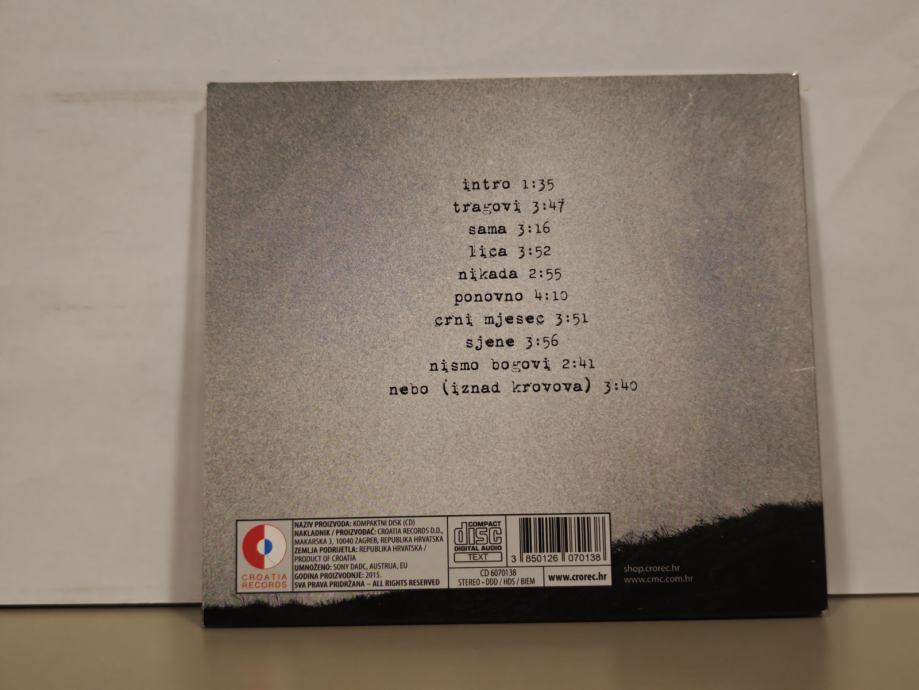 intro 1:35
tragovi 3:47
sama 3:16
lica 3:52
nikada 2:55
ponovno 4:10
crni mjesec 3:51
sjene 3:56
nismo bogovi 2:41
nebo (iznad krovova) 3:40
CROATIA
RECORDS
NAZIV PROIZVODA: KOMPAKTNI DISK (CD)
NAKLADNIK / PROIZVOĐAČ: CROATIA RECORDS D.D.,
MAKARSKA 3, 10040 ZAGREB, REPUBLIKA HRVATSKA
ZEMLJA PODRIJETLA: REPUBLIKA HRVATSKA /
PRODUCT OF CROATIA
UMNOŽENO: SONY DADC, AUSTRIJA, EU
GODINA PROIZVODNJE: 2015.
SVA PRAVA PRIDRŽANA – ALL RIGHTS RESERVED
COMPACT
disc
DIGITAL AUDIO
TEXT
CD 6070138
STEREO • DDD / HDS / BIEM
3 850126 070138
www.crorec.hr
shop.crorec.hr
www.cmc.com.hr